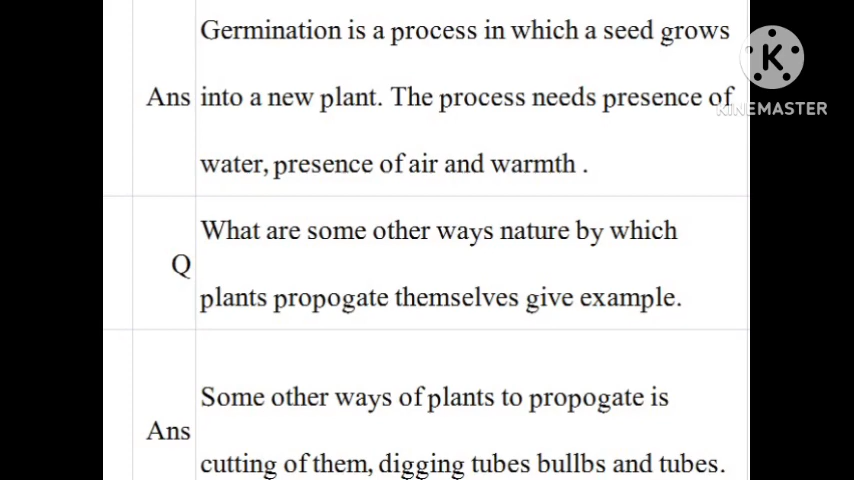 Germination is a process in which a seed grows
Ans into a new plant. The process needs presence of
water, presence of air and warmth .
What are some other ways nature by which
Q
plants propogate themselves give example.
Some other ways of plants to propogate is
Ans
cutting of them, digging tubes bullbs and tubes.
K
KINEMASTER